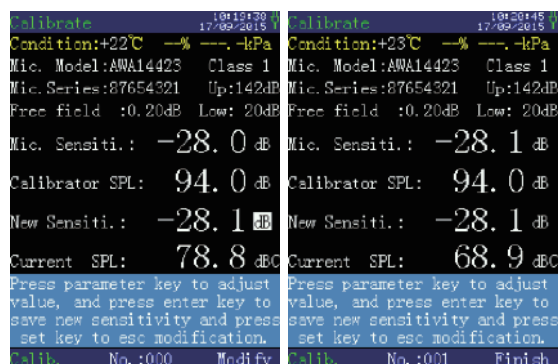 Calibrate 10:19:38
17/09/2015
Condition:+22℃ --% ---.-kPa
Mic. Model:AWA14423 Class 1
Mic.Series:87654321 Up:142dB
Free field :0.20dB Low: 20dB
Mic. Sensiti.: -28.0 dB
Calibrator SPL: 94.0 dB
New Sensiti.: -28.1 dB
Current SPL: 78.8 dBC
Press parameter key to adjust
value, and press enter key to
save new sensitivity and press
set key to esc modification.
Calib. No.:000 Modify
Calibrate 10:20:45
17/09/2015
Condition:+23℃ --% ---.-kPa
Mic. Model:AWA14423 Class 1
Mic.Series:87654321 Up:142dB
Free field :0.20dB Low: 20dB
Mic. Sensiti.: -28.1 dB
Calibrator SPL: 94.0 dB
New Sensiti.: -28.1 dB
Current SPL: 68.9 dBC
Press parameter key to adjust
value, and press enter key to
save new sensitivity and press
set key to esc modification.
Calib. No.:001 Finish